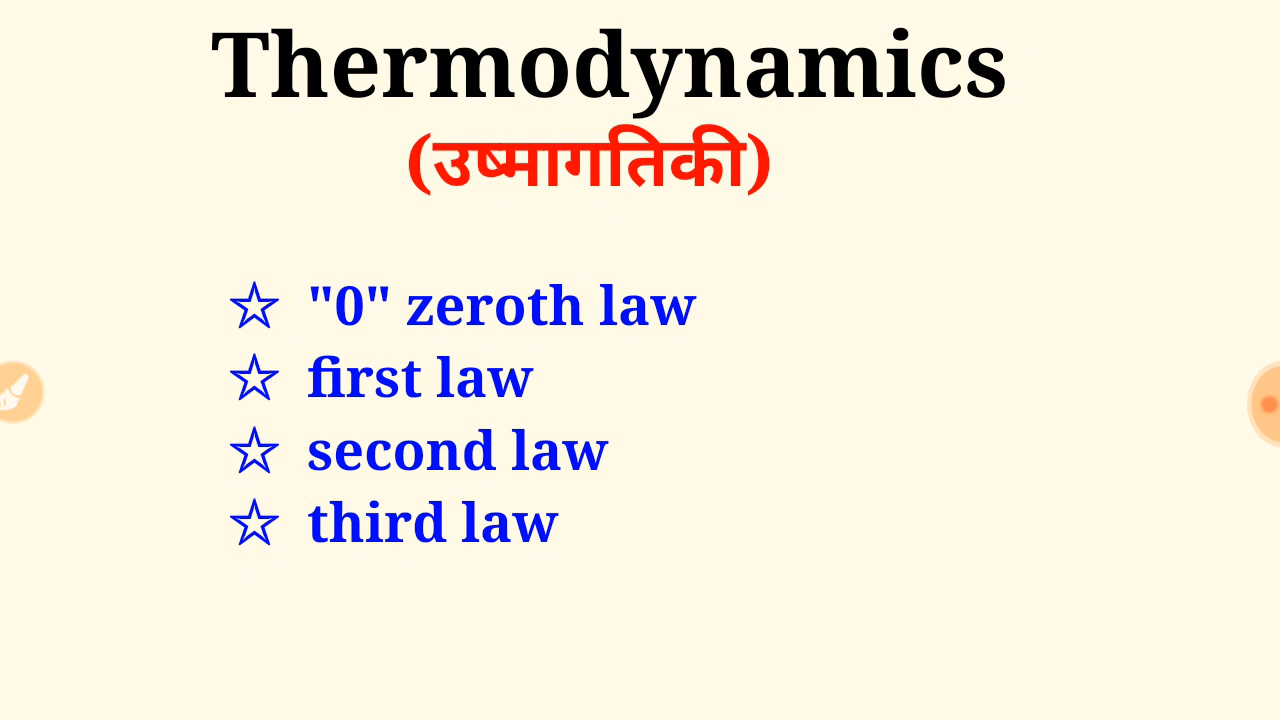 Thermodynamics
(उष्मागतिकी)
☆ "0" zeroth law
☆ first law
☆ second law
☆ third law